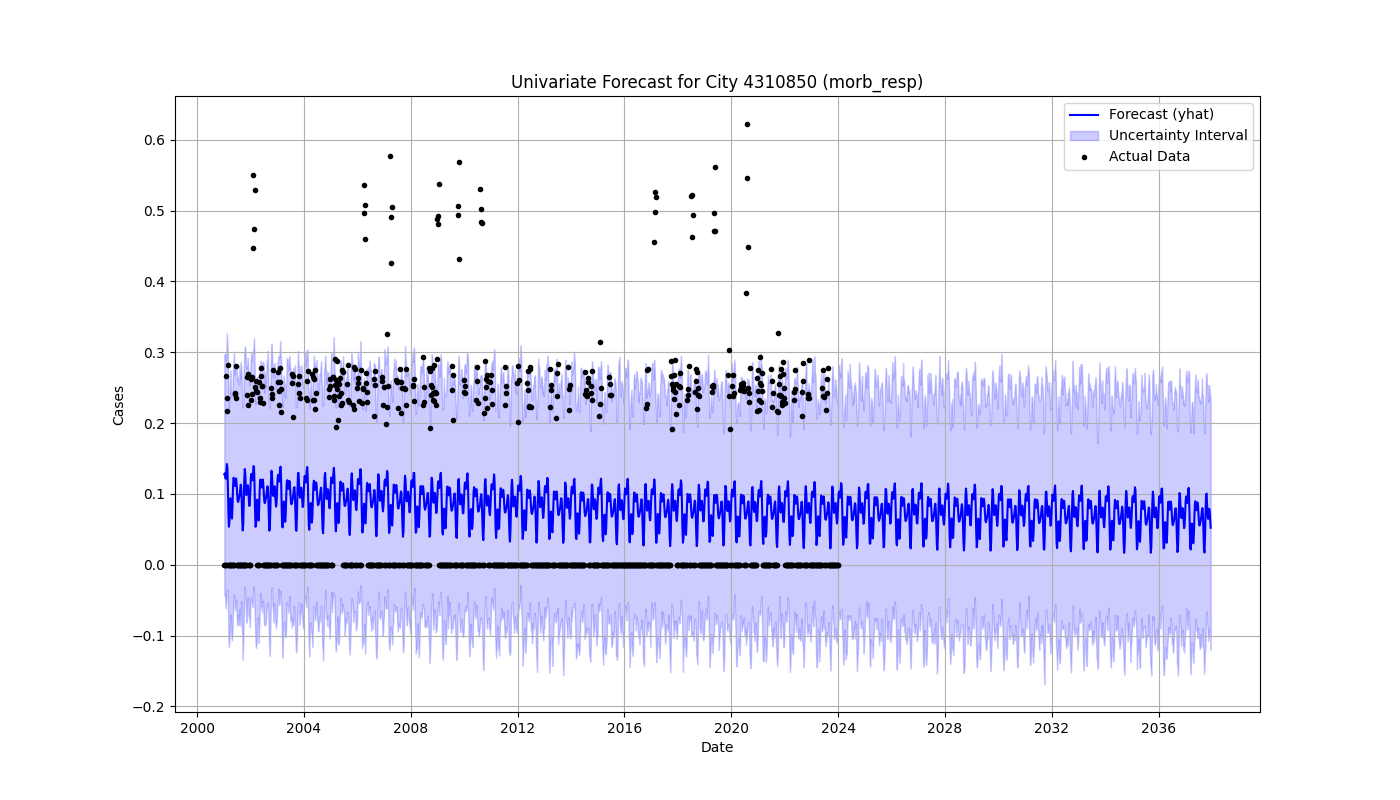 Univariate Forecast for City 4310850 (morb_resp)
Forecast (yhat)
Uncertainty Interval
Actual Data
Cases
0.6
0.5
0.4
0.3
0.2
0.1
0.0
−0.1
−0.2
2000 2004 2008 2012 2016 2020 2024 2028 2032 2036
Date